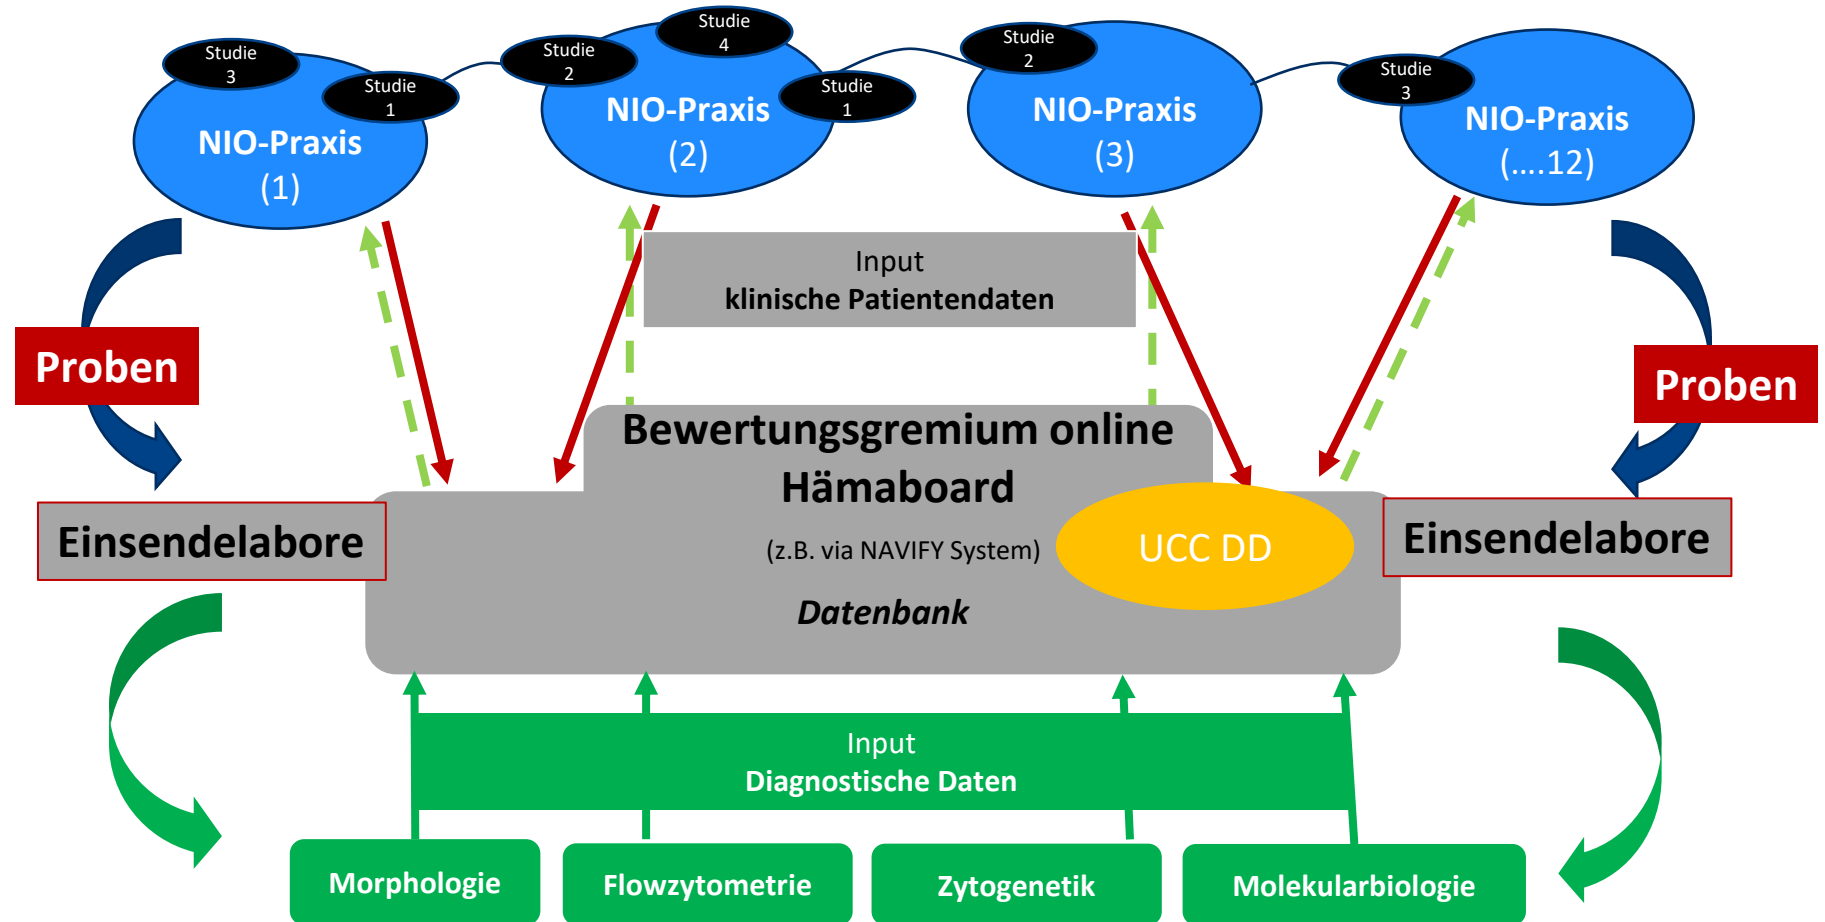 Studie
3
Studie
1
NIO-Praxis
(1)
Studie
2
Studie
4
Studie
1
NIO-Praxis
(2)
Studie
2
NIO-Praxis
(3)
Studie
3
NIO-Praxis
(....12)
Input
klinische Patientendaten
Proben
Proben
Bewertungsgremium online
Hämaboard
(z.B. via NAVIFY System)
Datenbank
UCC DD
Einsendelabore
Einsendelabore
Input
Diagnostische Daten
Morphologie
Flowzytometrie
Zytogenetik
Molekularbiologie